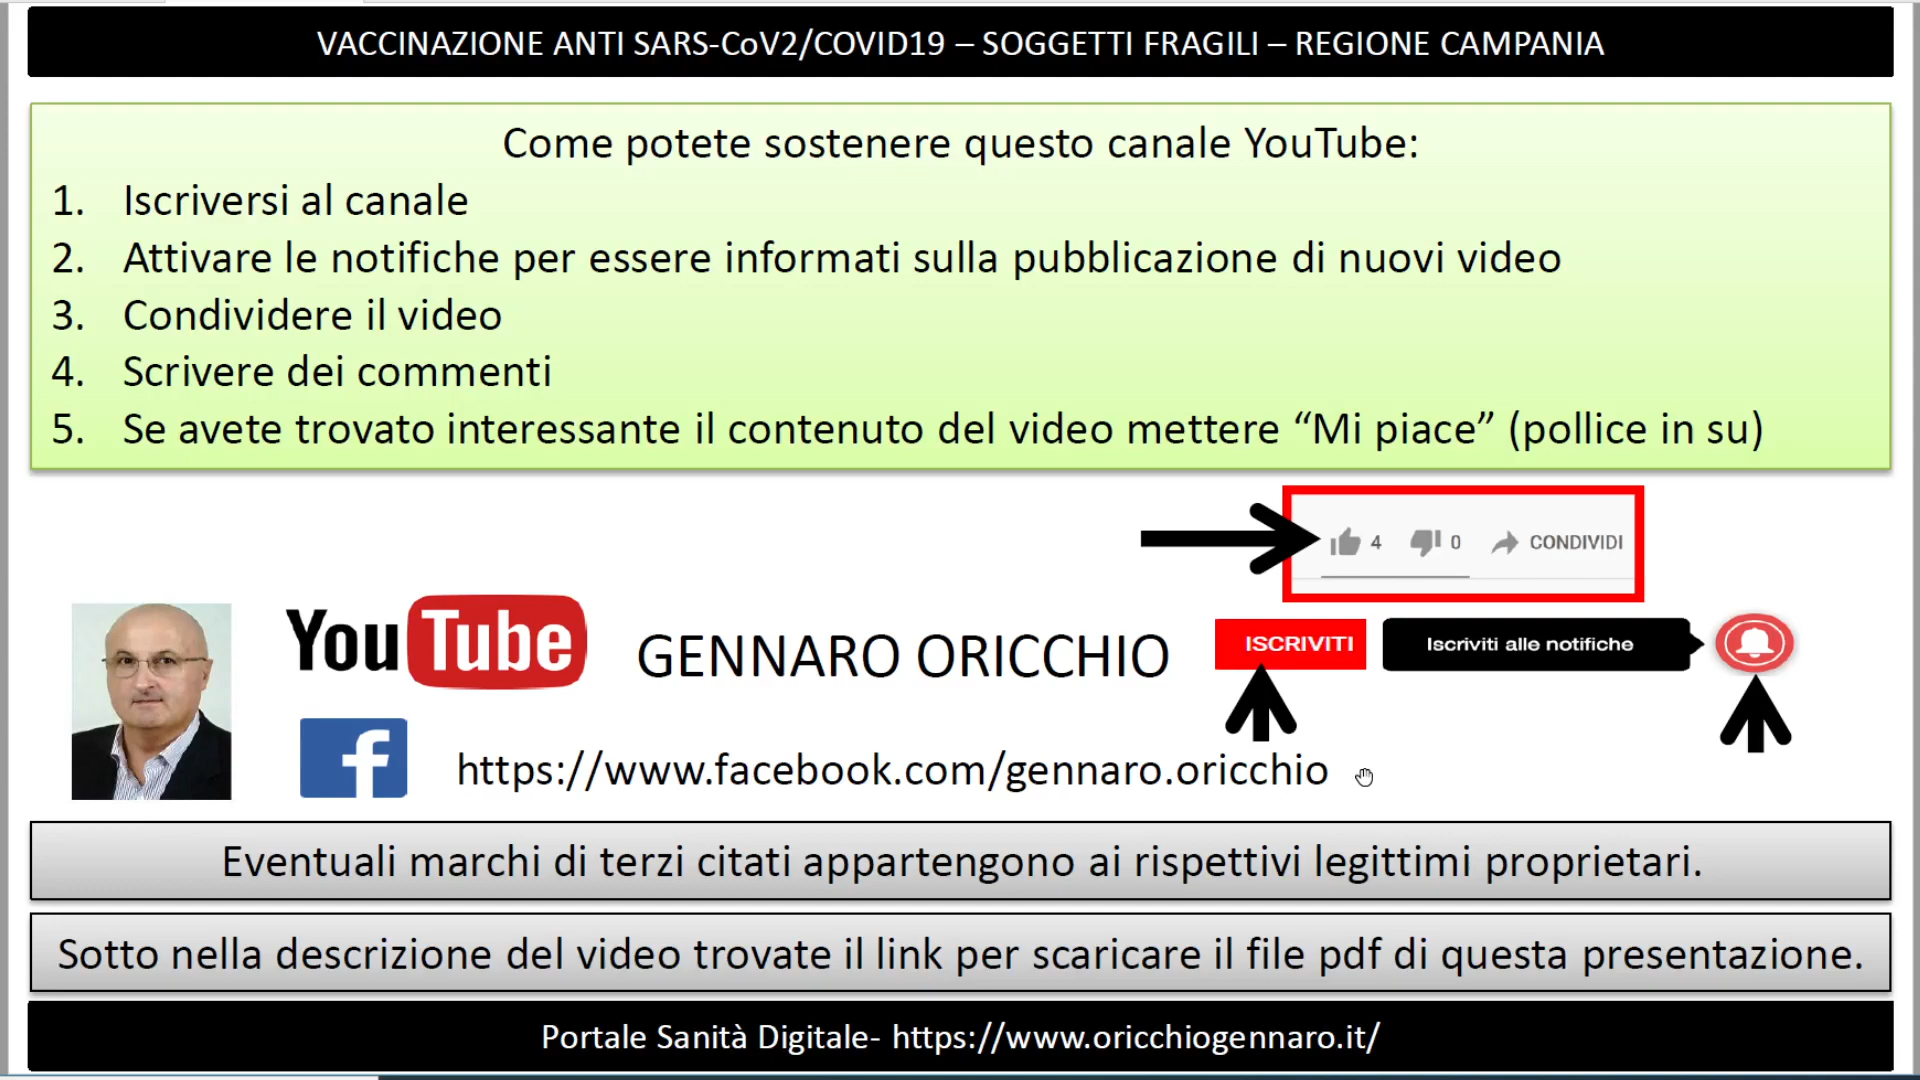 VACCINAZIONE ANTI SARS-CoV2/COVID19 – SOGGETTI FRAGILI – REGIONE CAMPANIA
Come potete sostenere questo canale YouTube:
1. Iscriversi al canale
2. Attivare le notifiche per essere informati sulla pubblicazione di nuovi video
3. Condividere il video
4. Scrivere dei commenti
5. Se avete trovato interessante il contenuto del video mettere “Mi piace” (pollice in su)
4 0 CONDIVIDI
YouTube GENNARO ORICCHIO ISCRIVITI Iscriviti alle notifiche
f https://www.facebook.com/gennaro.oricchio
Eventuali marchi di terzi citati appartengono ai rispettivi legittimi proprietari.
Sotto nella descrizione del video trovate il link per scaricare il file pdf di questa presentazione.
Portale Sanità Digitale- https://www.oricchiogennaro.it/